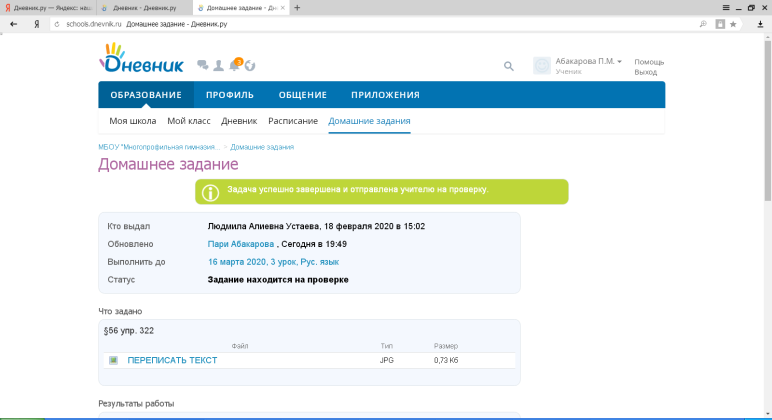 Дневник.ру — Яндекс: наш
Дневник - Дневник.ру
Домашнее задание - Дне
schools.dnevnik.ru Домашнее задание - Дневник.ру
Дневник
3
Абакарова П.М.
Ученик
Помощь
Выход
ОБРАЗОВАНИЕ ПРОФИЛЬ ОБЩЕНИЕ ПРИЛОЖЕНИЯ
Моя школа Мой класс Дневник Расписание Домашние задания
МБОУ "Многопрофильная гимназия... > Домашние задания
Домашнее задание
Задача успешно завершена и отправлена учителю на проверку.
Кто выдал Людмила Алиевна Устаева, 18 февраля 2020 в 15:02
Обновлено Пари Абакарова , Сегодня в 19:49
Выполнить до 16 марта 2020, 3 урок, Рус. язык
Статус Задание находится на проверке
Что задано
§56 упр. 322
Файл Тип Размер
ПЕРЕПИСАТЬ ТЕКСТ JPG 0,73 Кб
Результаты работы